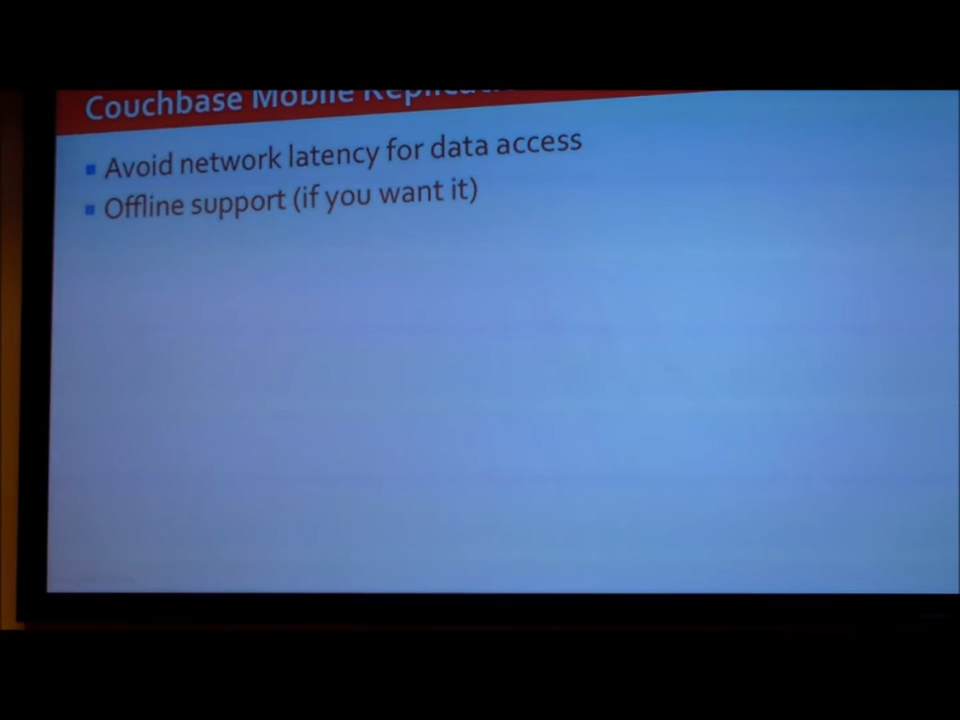 Couchbase Mobile
Avoid network latency for data access
Offline support (if you want it)